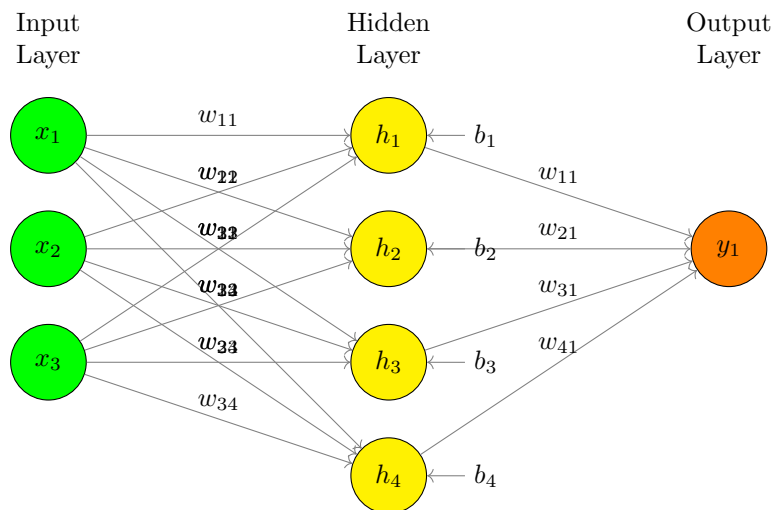 Input
Layer
Hidden
Layer
Output
Layer
x1
x2
x3
w11
w34
h1
h2
h3
h4
b1
b2
b3
b4
w11
w21
w31
w41
y1